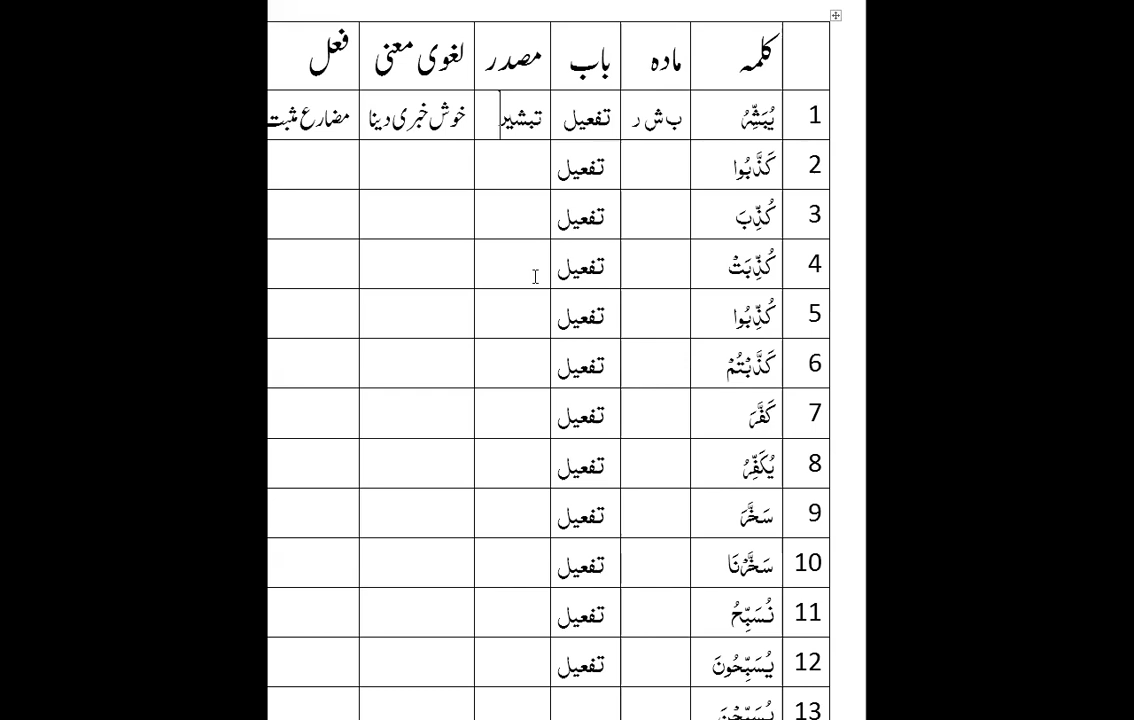 کلمہ مادہ باب مصدر لغوی معنی فعل
1 يُبَشِّرُ ب ش ر تفعیل تبشیر خوش خبری دینا مضارع مثبت
2 كَذَّبُوا تفعیل
3 كُذِّبَ تفعیل
4 كُذِّبَتْ تفعیل
5 كُذِّبُوا تفعیل
6 كَذَّبْتُمْ تفعیل
7 كَفَّرَ تفعیل
8 يُكَفِّرُ تفعیل
9 سَخَّرَ تفعیل
10 سَخَّرْنَا تفعیل
11 نُسَبِّحُ تفعیل
12 يُسَبِّحُونَ تفعیل
13